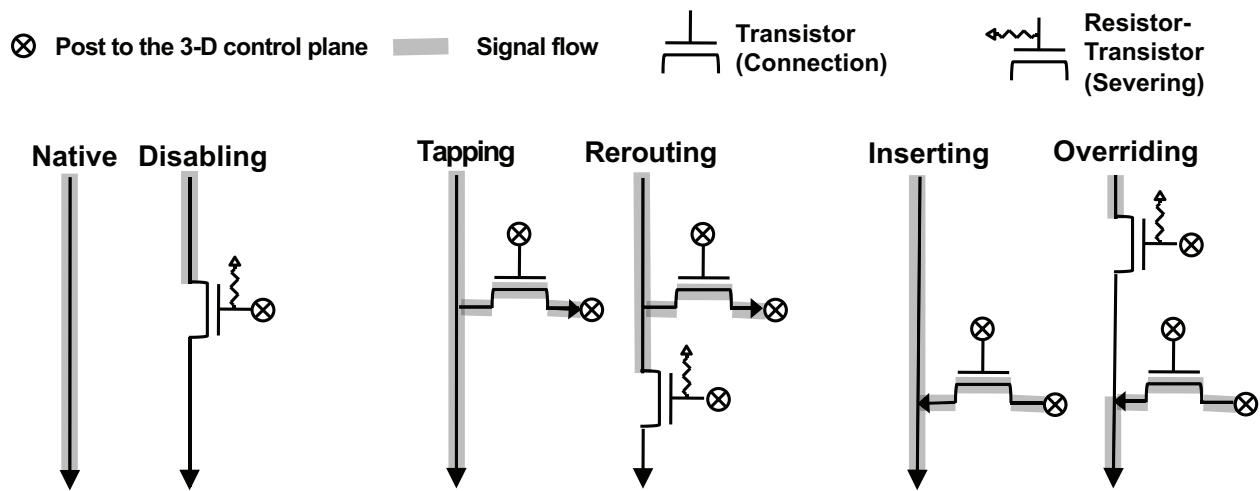 Post to the 3-D control plane
Signal flow
Transistor
(Connection)
Resistor-
Transistor
(Severing)
Native
Disabling
Tapping
Rerouting
Inserting
Overriding